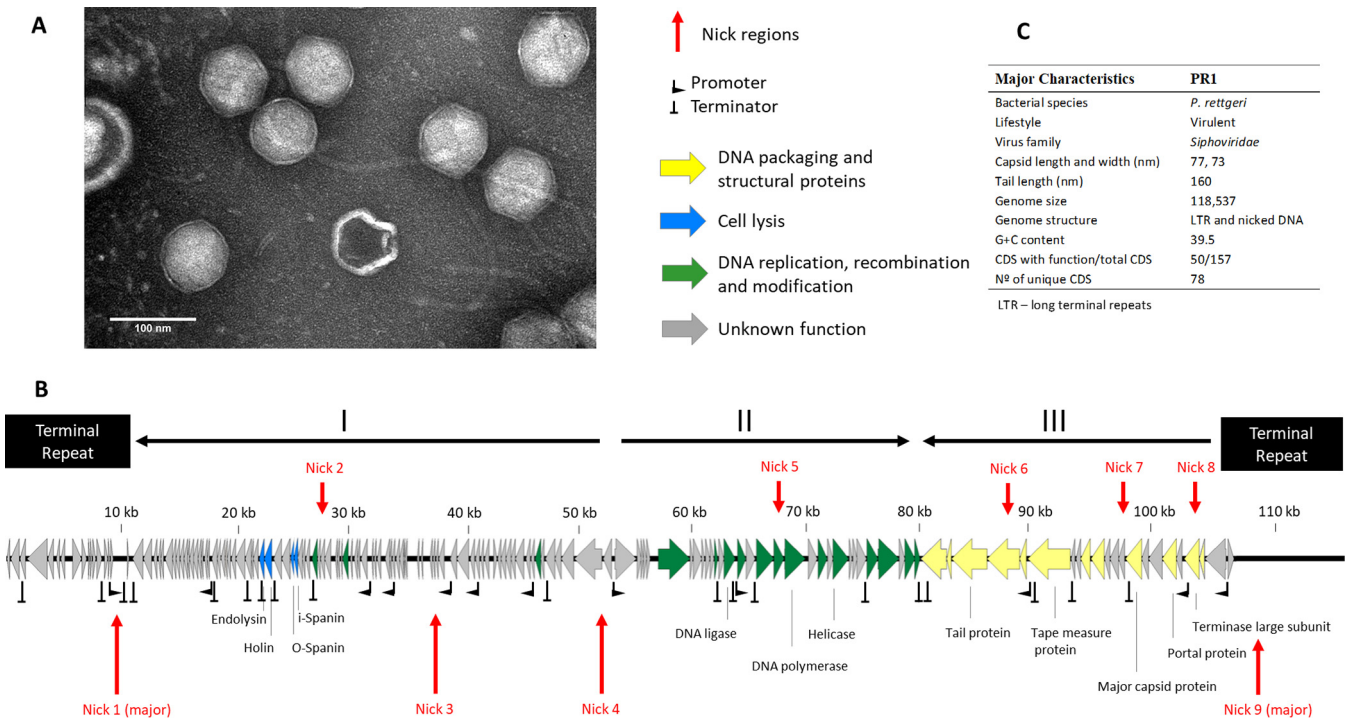 A
100 nm
Nick regions
Promoter
Terminator
DNA packaging and
structural proteins
Cell lysis
DNA replication, recombination
and modification
Unknown function
C
Major Characteristics PR1
Bacterial species P. rettgeri
Lifestyle Virulent
Virus family Siphoviridae
Capsid length and width (nm) 77, 73
Tail length (nm) 160
Genome size 118,537
Genome structure LTR and nicked DNA
G+C content 39.5
CDS with function/total CDS 50/157
Nº of unique CDS 78
LTR – long terminal repeats
B
Terminal
Repeat
I
II
III
Terminal
Repeat
Nick 2
Nick 5
Nick 6
Nick 7
Nick 8
10 kb 20 kb 30 kb 40 kb 50 kb 60 kb 70 kb 80 kb 90 kb 100 kb 110 kb
Endolysin
i-Spanin
Holin
O-Spanin
DNA ligase
Helicase
DNA polymerase
Tail protein
Tape measure
protein
Terminase large subunit
Portal protein
Major capsid protein
Nick 1 (major)
Nick 3
Nick 4
Nick 9 (major)